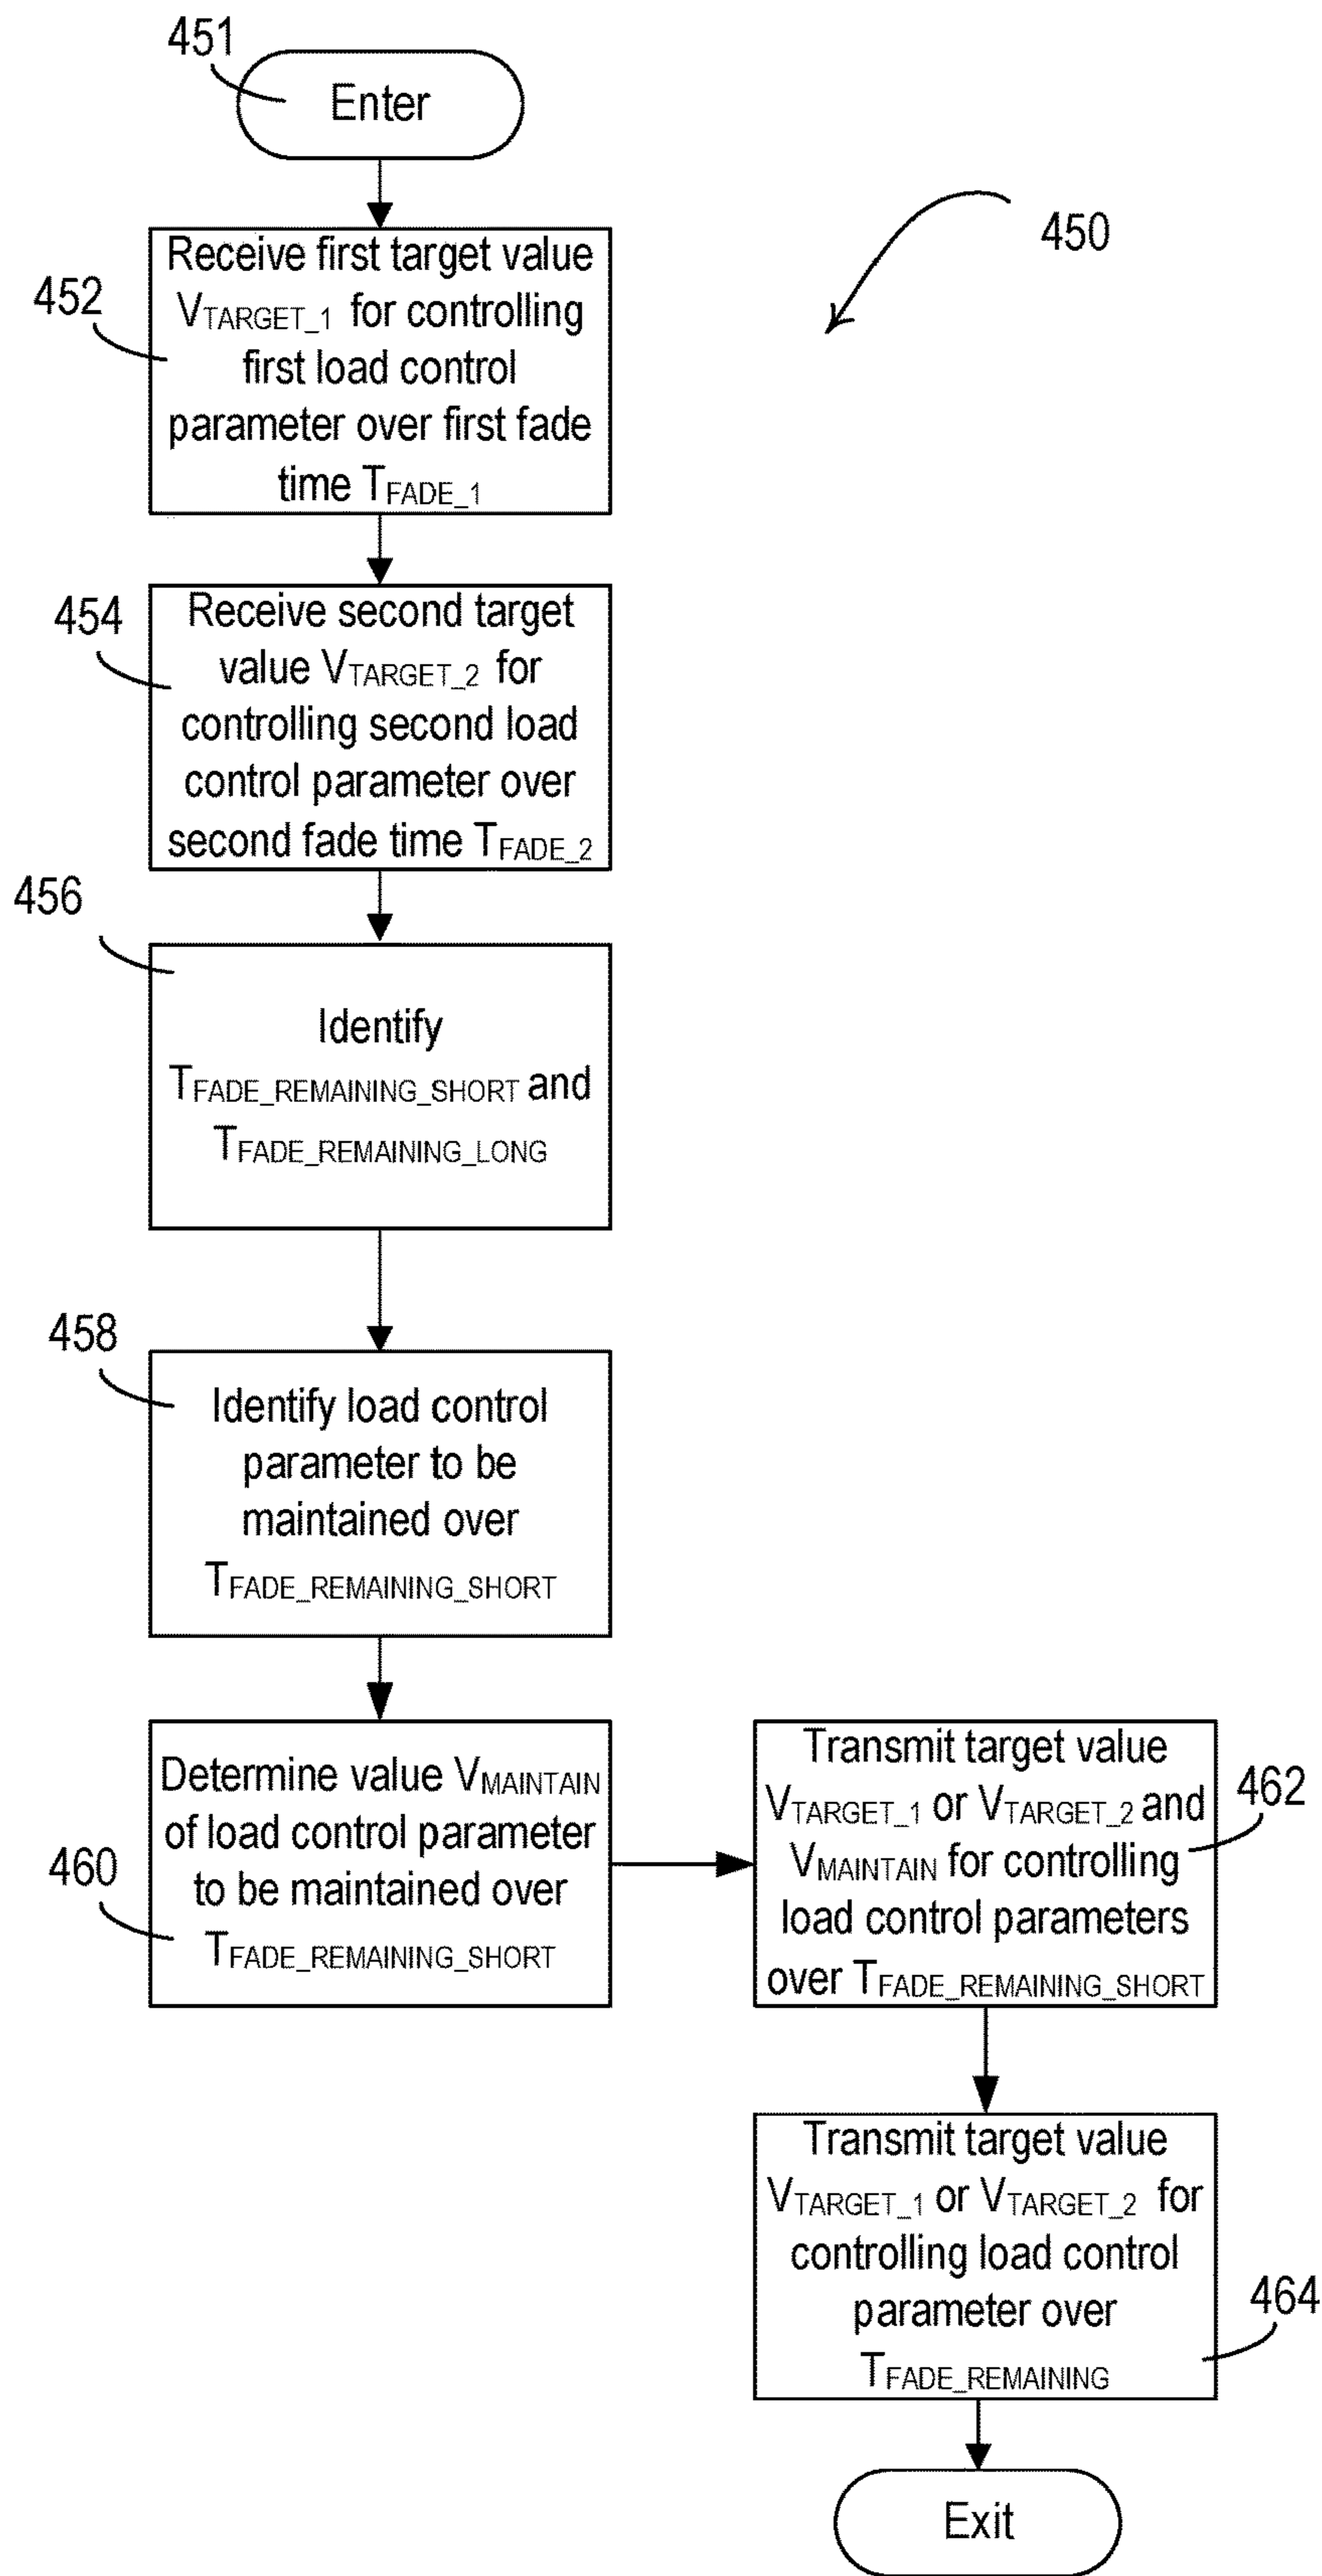 451
Enter
450
452
Receive first target value
VTARGET_1 for controlling
first load control
parameter over first fade
time TFADE_1
454
Receive second target
value VTARGET_2 for
controlling second load
control parameter over
second fade time TFADE_2
456
Identify
TFADE_REMAINING_SHORT and
TFADE_REMAINING_LONG
458
Identify load control
parameter to be
maintained over
TFADE_REMAINING_SHORT
460
Determine value VMAINTAIN
of load control parameter
to be maintained over
TFADE_REMAINING_SHORT
462
Transmit target value
VTARGET_1 or VTARGET_2 and
VMAINTAIN for controlling
load control parameters
over TFADE_REMAINING_SHORT
464
Transmit target value
VTARGET_1 or VTARGET_2 for
controlling load control
parameter over
TFADE_REMAINING
Exit